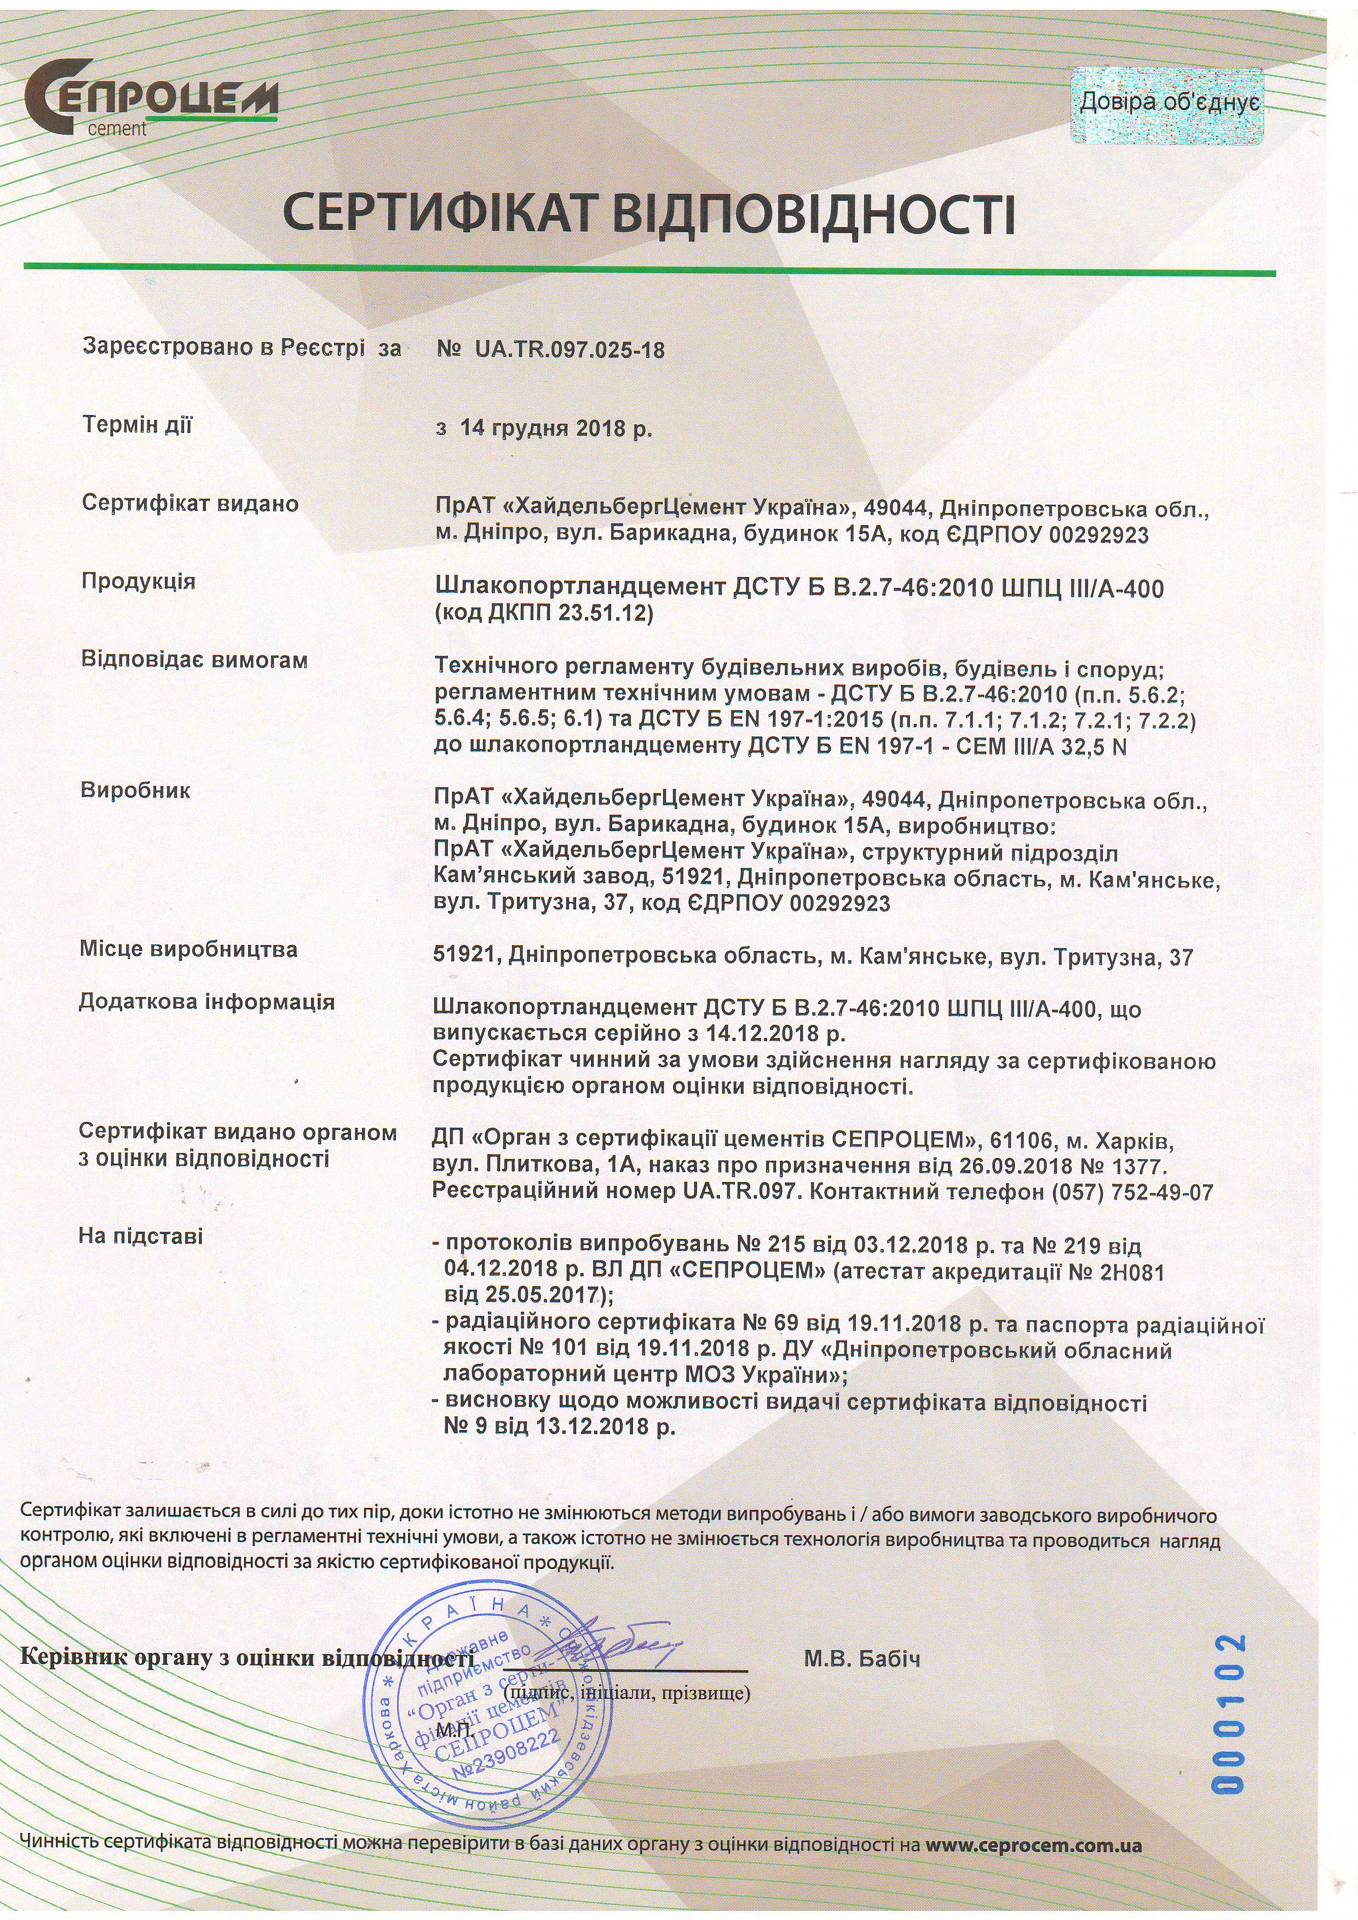 СЕПРОЦЕМ
cement
Довіра об'єднує
СЕРТИФІКАТ ВІДПОВІДНОСТІ
Зареєстровано в Реєстрі за № UA.TR.097.025-18
Термін дії з 14 грудня 2018 р.
Сертифікат видано ПрАТ «ХайдельбергЦемент Україна», 49044, Дніпропетровська обл.,
м. Дніпро, вул. Барикадна, будинок 15А, код ЄДРПОУ 00292923
Продукція Шлакопортландцемент ДСТУ Б В.2.7-46:2010 ШПЦ III/А-400
(код ДКПП 23.51.12)
Відповідає вимогам Технічного регламенту будівельних виробів, будівель і споруд;
регламентним технічним умовам - ДСТУ Б В.2.7-46:2010 (п.п. 5.6.2;
5.6.4; 5.6.5; 6.1) та ДСТУ Б EN 197-1:2015 (п.п. 7.1.1; 7.1.2; 7.2.1; 7.2.2)
до шлакопортландцементу ДСТУ Б EN 197-1 - CEM III/A 32,5 N
Виробник ПрАТ «ХайдельбергЦемент Україна», 49044, Дніпропетровська обл.,
м. Дніпро, вул. Барикадна, будинок 15А, виробництво:
ПрАТ «ХайдельбергЦемент Україна», структурний підрозділ
Кам’янський завод, 51921, Дніпропетровська область, м. Кам'янське,
вул. Тритузна, 37, код ЄДРПОУ 00292923
Місце виробництва 51921, Дніпропетровська область, м. Кам'янське, вул. Тритузна, 37
Додаткова інформація Шлакопортландцемент ДСТУ Б В.2.7-46:2010 ШПЦ III/А-400, що
випускається серійно з 14.12.2018 р.
Сертифікат чинний за умови здійснення нагляду за сертифікованою
продукцією органом оцінки відповідності.
Сертифікат видано органом ДП «Орган з сертифікації цементів СЕПРОЦЕМ», 61106, м. Харків,
з оцінки відповідності вул. Плиткова, 1А, наказ про призначення від 26.09.2018 № 1377.
Реєстраційний номер UA.TR.097. Контактний телефон (057) 752-49-07
На підставі - протоколів випробувань № 215 від 03.12.2018 р. та № 219 від
04.12.2018 р. ВЛ ДП «СЕПРОЦЕМ» (атестат акредитації № 2Н081
від 25.05.2017);
- радіаційного сертифіката № 69 від 19.11.2018 р. та паспорта радіаційної
якості № 101 від 19.11.2018 р. ДУ «Дніпропетровський обласний
лабораторний центр МОЗ України»;
- висновку щодо можливості видачі сертифіката відповідності
№ 9 від 13.12.2018 р.
Сертифікат залишається в силі до тих пір, доки істотно не змінюються методи випробувань і / або вимоги заводського виробничого
контролю, які включені в регламентні технічні умови, а також істотно не змінюється технологія виробництва та проводиться нагляд
органом оцінки відповідності за якістю сертифікованої продукції.
Керівник органу з оцінки відповідності М.В. Бабіч
(підпис, ініціали, прізвище)
М.П.
* УКРАЇНА * Орджонікідзевський район міста Харкова
Державне
підприємство
“Орган з серти-
фікації цементів
СЕПРОЦЕМ”
№23908222
000102
Чинність сертифіката відповідності можна перевірити в базі даних органу з оцінки відповідності на www.ceprocem.com.ua